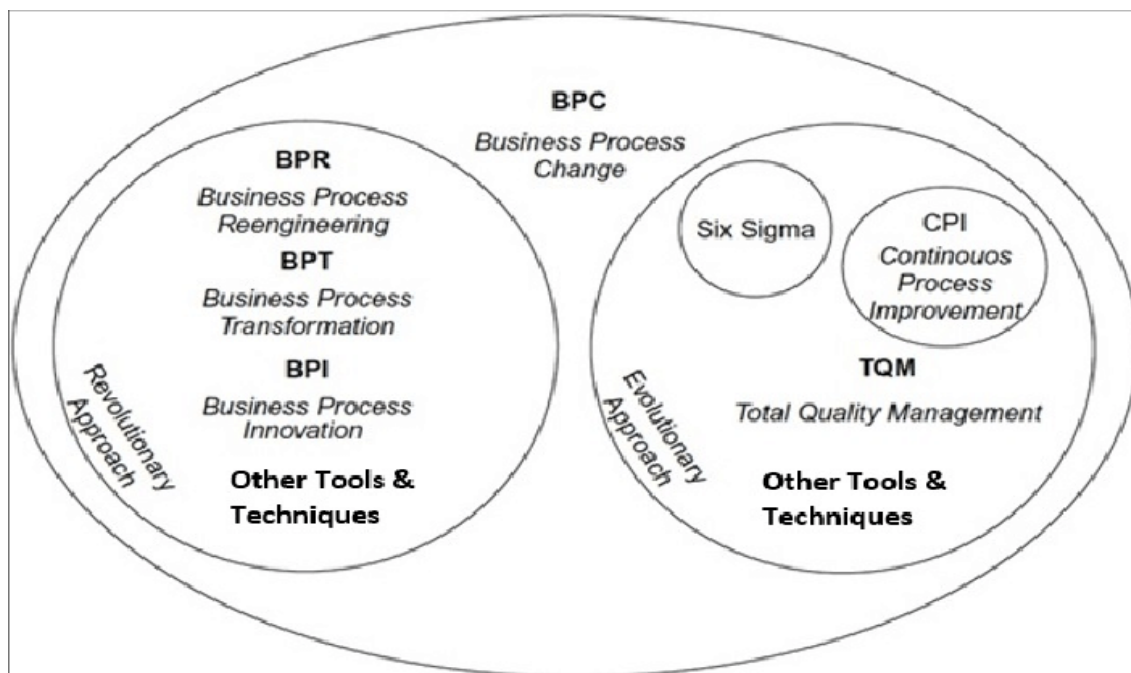 BPC
Business Process
Change
BPR
Business Process
Reengineering
BPT
Business Process
Transformation
BPI
Business Process
Innovation
Revolutionary
Approach
Other Tools &
Techniques
Six Sigma
CPI
Continouos
Process
Improvement
TQM
Total Quality Management
Evolutionary
Approach
Other Tools &
Techniques